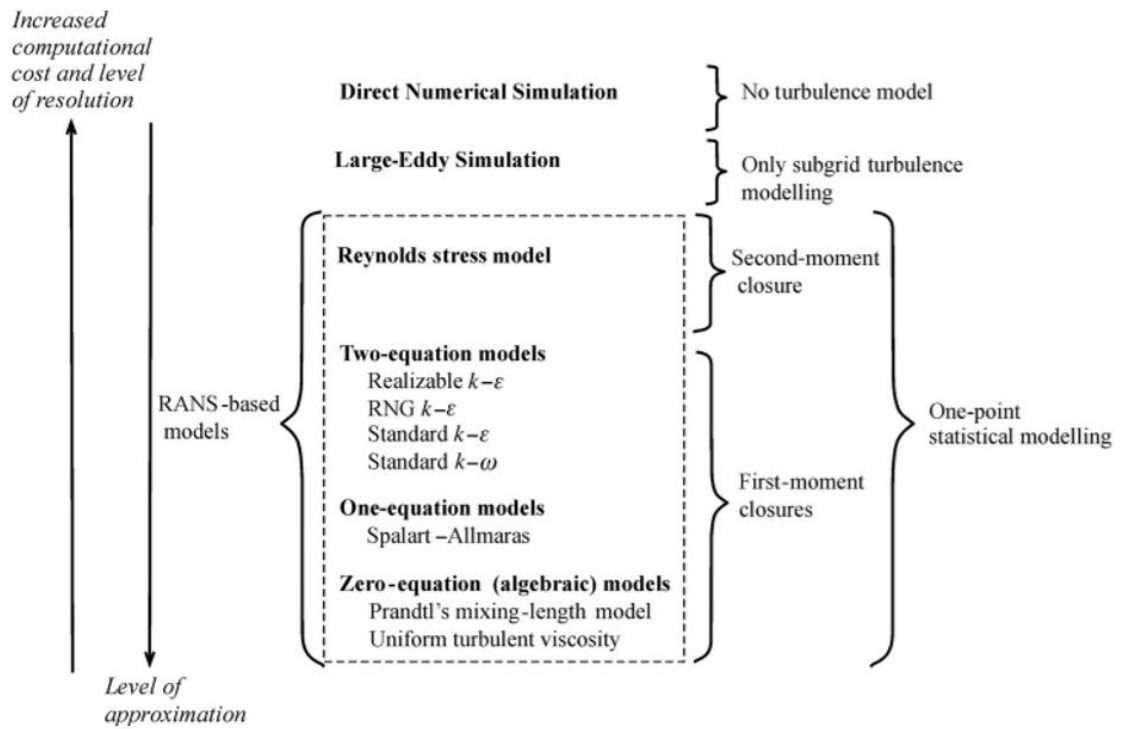 Increased
computational
cost and level
of resolution
Direct Numerical Simulation
No turbulence model
Large-Eddy Simulation
Only subgrid turbulence
modelling
Reynolds stress model
Second-moment
closure
Two-equation models
Realizable k–ε
RNG k–ε
Standard k–ε
Standard k–ω
RANS-based
models
One-point
statistical modelling
First-moment
closures
One-equation models
Spalart–Allmaras
Zero-equation (algebraic) models
Prandtl's mixing-length model
Uniform turbulent viscosity
Level of
approximation